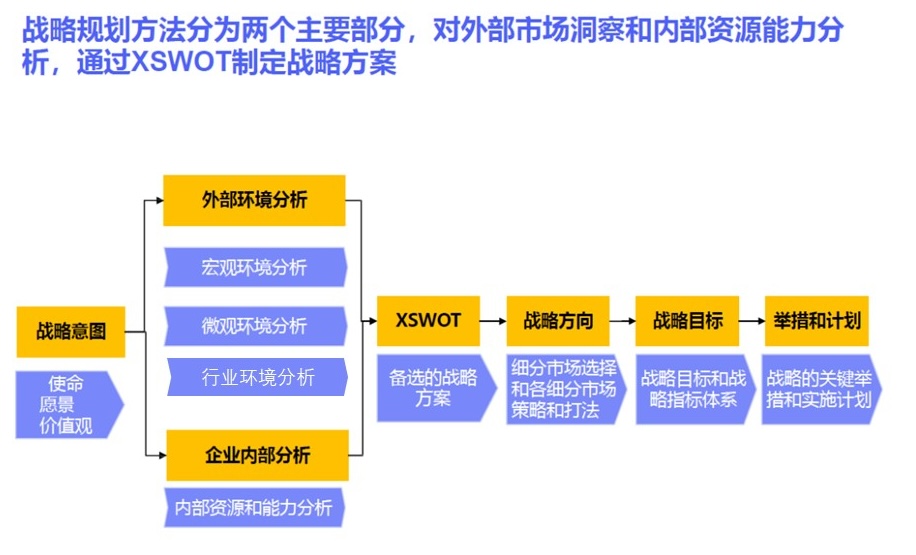 战略规划方法分为两个主要部分，对外部市场洞察和内部资源能力分
析，通过XSWOT制定战略方案
外部环境分析
宏观环境分析
微观环境分析
行业环境分析
战略意图
使命
愿景
价值观
企业内部分析
内部资源和能力分析
XSWOT
备选的战略
方案
战略方向
细分市场选择
和各细分市场
策略和打法
战略目标
战略目标和战
略指标体系
举措和计划
战略的关键举
措和实施计划